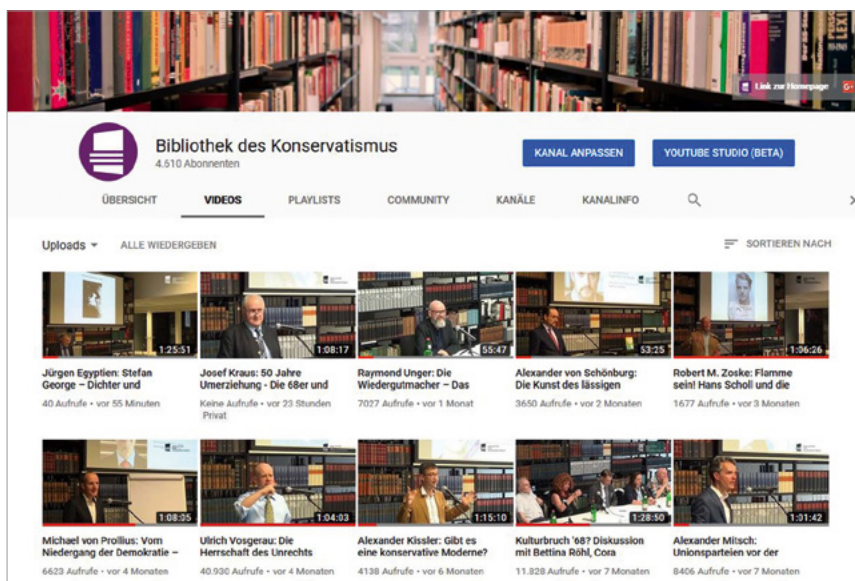 Link zur Homepage G+
Bibliothek des Konservatismus
4.610 Abonnenten
KANAL ANPASSEN
YOUTUBE STUDIO (BETA)
ÜBERSICHT VIDEOS PLAYLISTS COMMUNITY KANÄLE KANALINFO
Uploads ALLE WIEDERGEBEN SORTIEREN NACH
1:25:51 1:08:17 55:47 53:25 1:06:26
Jürgen Egyptien: Stefan
George – Dichter und
40 Aufrufe • vor 55 Minuten
Josef Kraus: 50 Jahre
Umerziehung - Die 68er und
Keine Aufrufe • vor 23 Stunden
Privat
Raymond Unger: Die
Wiedergutmacher – Das
7027 Aufrufe • vor 1 Monat
Alexander von Schönburg:
Die Kunst des lässigen
3650 Aufrufe • vor 2 Monaten
Robert M. Zoske: Flamme
sein! Hans Scholl und die
1677 Aufrufe • vor 3 Monaten
1:08:05 1:04:03 1:15:10 1:28:50 1:01:42
Michael von Prollius: Vom
Niedergang der Demokratie –
6623 Aufrufe • vor 4 Monaten
Ulrich Vosgerau: Die
Herrschaft des Unrechts
40.930 Aufrufe • vor 4 Monaten
Alexander Kissler: Gibt es
eine konservative Moderne?
4138 Aufrufe • vor 6 Monaten
Kulturbruch '68? Diskussion
mit Bettina Röhl, Cora
11.828 Aufrufe • vor 7 Monaten
Alexander Mitsch:
Unionsparteien vor der
8406 Aufrufe • vor 7 Monaten